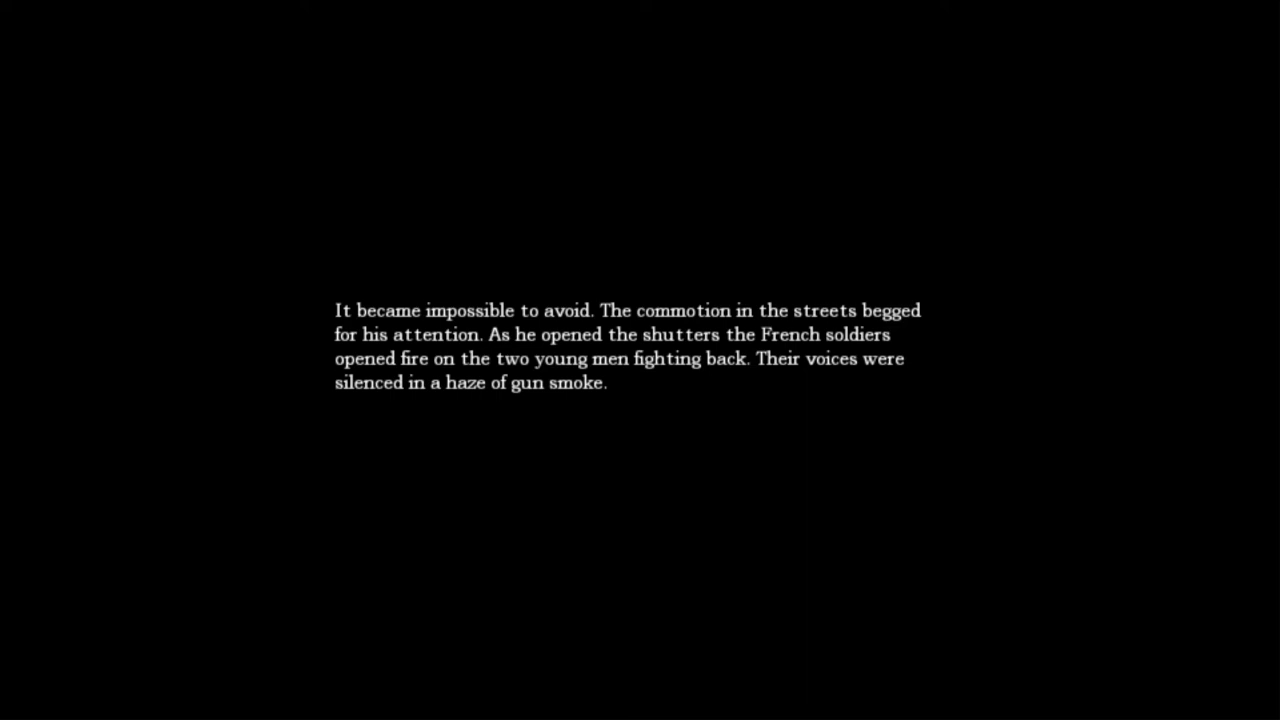 It became impossible to avoid. The commotion in the streets begged
for his attention. As he opened the shutters the French soldiers
opened fire on the two young men fighting back. Their voices were
silenced in a haze of gun smoke.